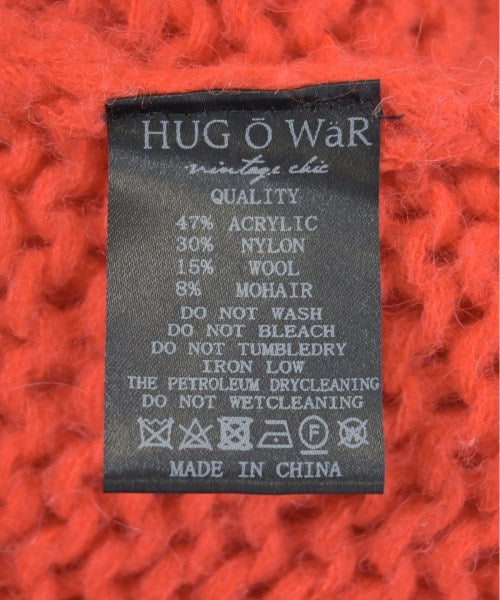 HUG Ō WäR
vintage chic
QUALITY
47% ACRYLIC
30% NYLON
15% WOOL
8% MOHAIR
DO NOT WASH
DO NOT BLEACH
DO NOT TUMBLEDRY
IRON LOW
THE PETROLEUM DRYCLEANING
DO NOT WETCLEANING
F W
MADE IN CHINA